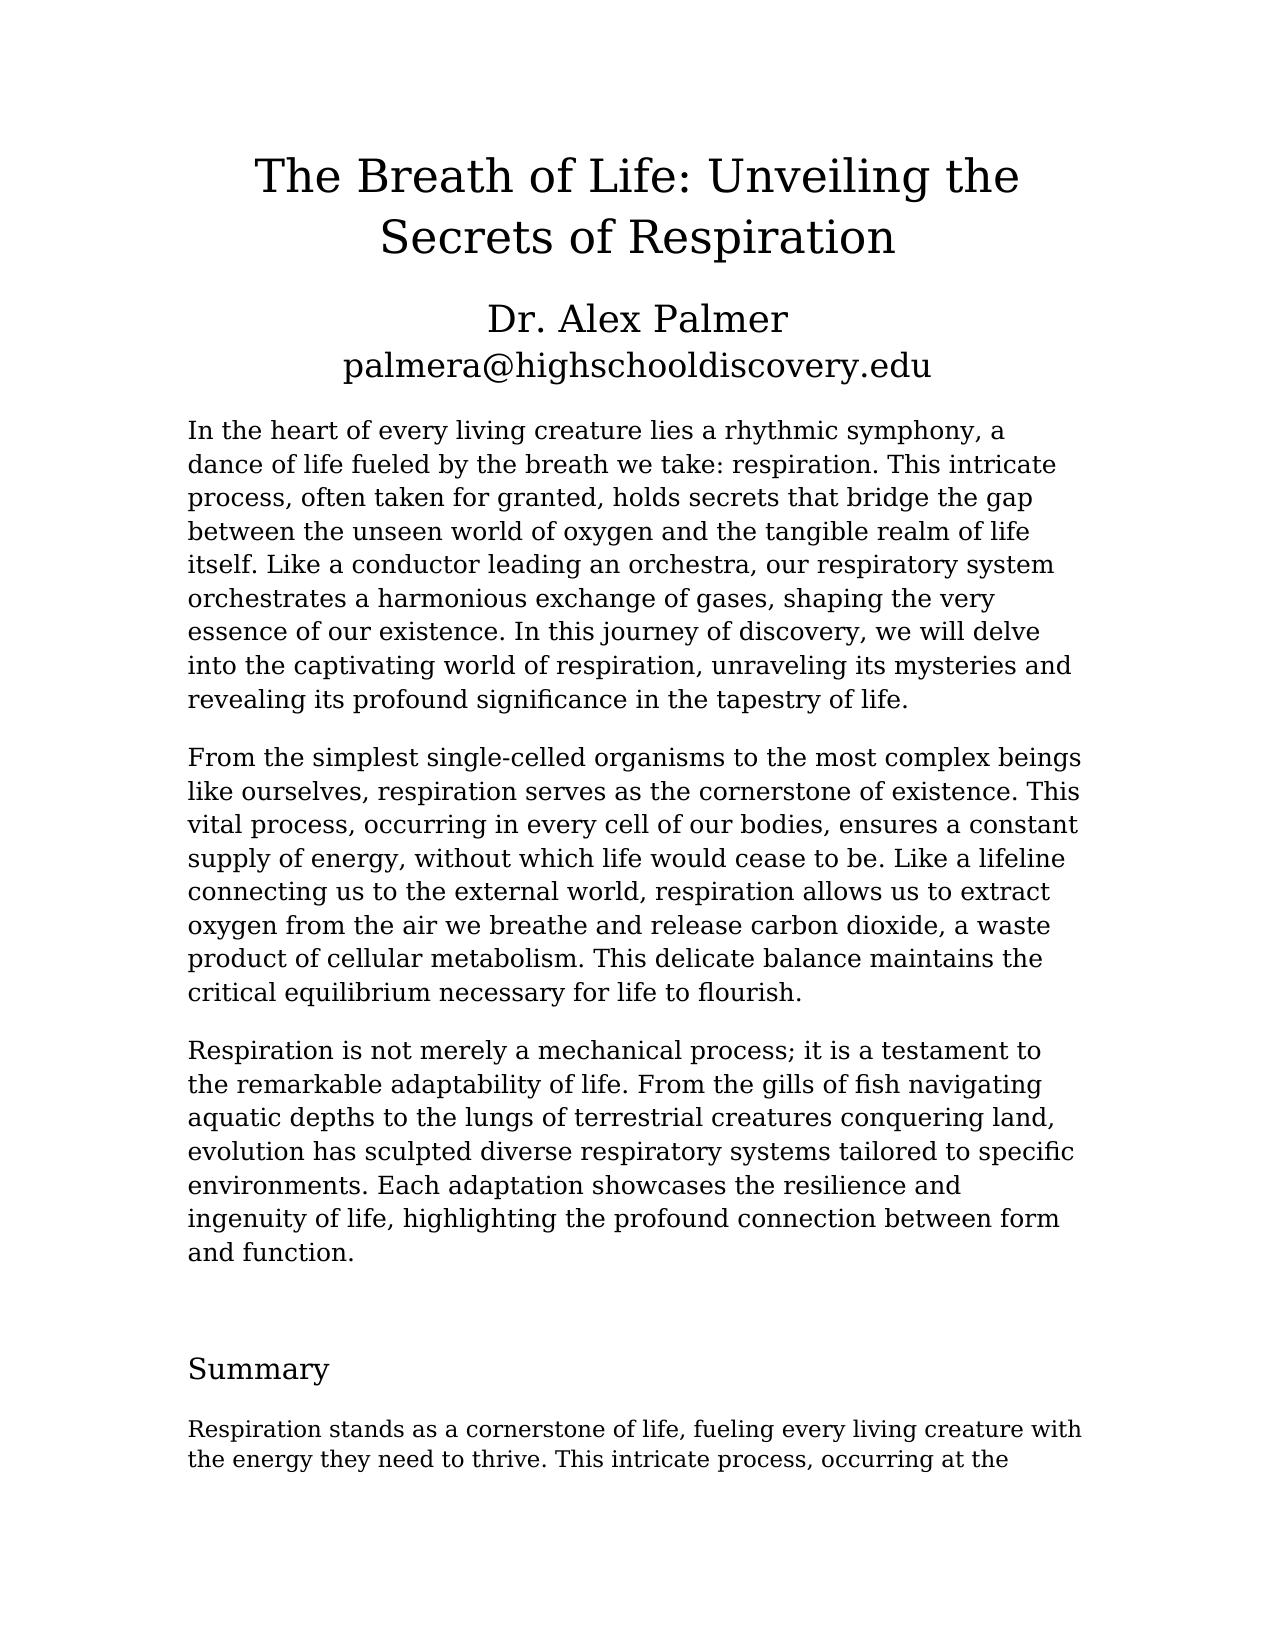 The Breath of Life: Unveiling the
Secrets of Respiration
Dr. Alex Palmer
palmera@highschooldiscovery.edu
In the heart of every living creature lies a rhythmic symphony, a
dance of life fueled by the breath we take: respiration. This intricate
process, often taken for granted, holds secrets that bridge the gap
between the unseen world of oxygen and the tangible realm of life
itself. Like a conductor leading an orchestra, our respiratory system
orchestrates a harmonious exchange of gases, shaping the very
essence of our existence. In this journey of discovery, we will delve
into the captivating world of respiration, unraveling its mysteries and
revealing its profound significance in the tapestry of life.
From the simplest single-celled organisms to the most complex beings
like ourselves, respiration serves as the cornerstone of existence. This
vital process, occurring in every cell of our bodies, ensures a constant
supply of energy, without which life would cease to be. Like a lifeline
connecting us to the external world, respiration allows us to extract
oxygen from the air we breathe and release carbon dioxide, a waste
product of cellular metabolism. This delicate balance maintains the
critical equilibrium necessary for life to flourish.
Respiration is not merely a mechanical process; it is a testament to
the remarkable adaptability of life. From the gills of fish navigating
aquatic depths to the lungs of terrestrial creatures conquering land,
evolution has sculpted diverse respiratory systems tailored to specific
environments. Each adaptation showcases the resilience and
ingenuity of life, highlighting the profound connection between form
and function.
Summary
Respiration stands as a cornerstone of life, fueling every living creature with
the energy they need to thrive. This intricate process, occurring at the